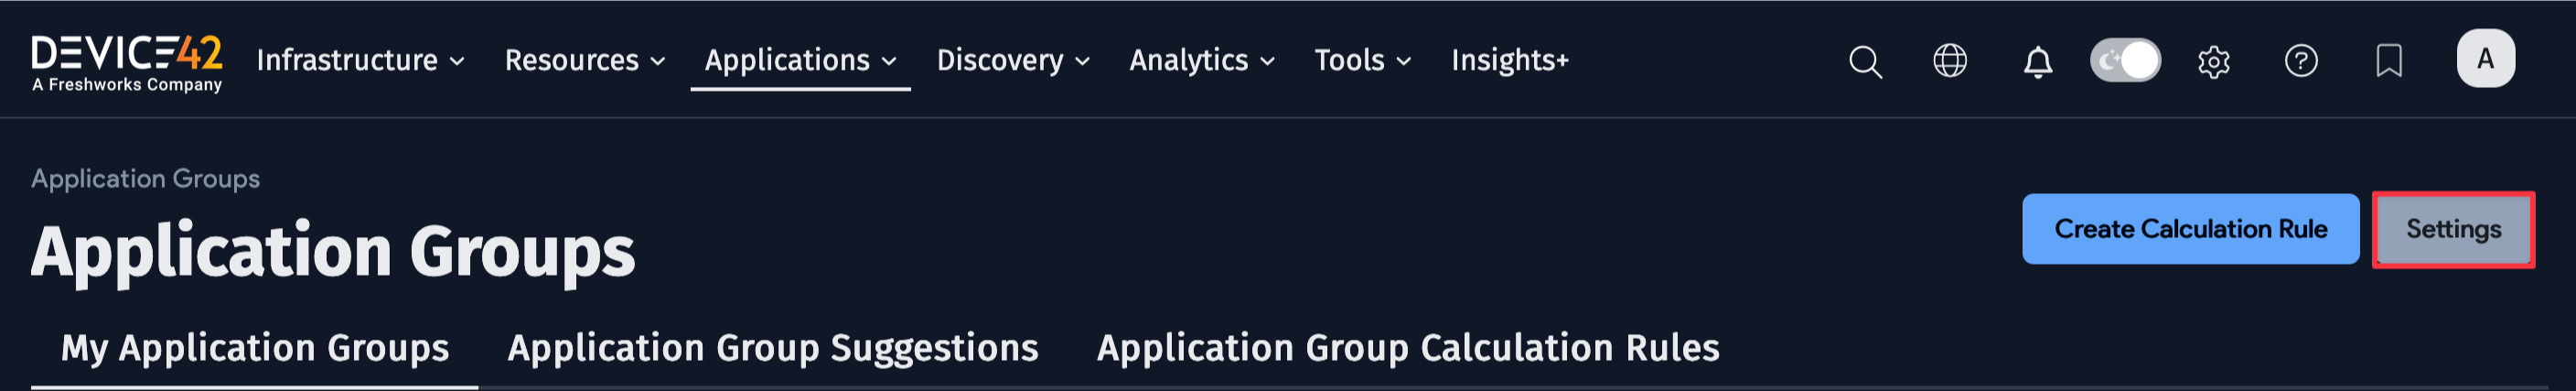 DEVICE42
A Freshworks Company
Infrastructure Resources Applications Discovery Analytics Tools Insights+ A
Application Groups
Application Groups
Create Calculation Rule Settings
My Application Groups Application Group Suggestions Application Group Calculation Rules